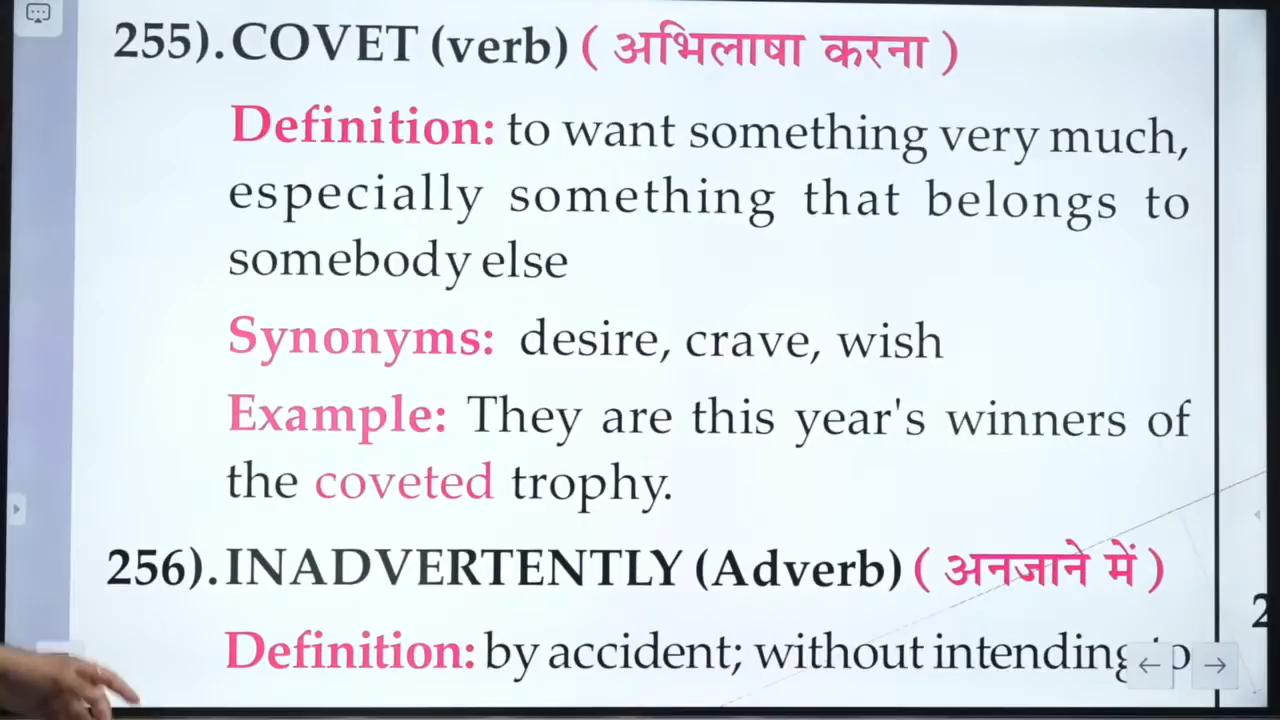 255).COVET (verb) ( अभिलाषा करना )
Definition: to want something very much,
especially something that belongs to
somebody else
Synonyms: desire, crave, wish
Example: They are this year's winners of
the coveted trophy.
256).INADVERTENTLY (Adverb) ( अनजाने में )
Definition: by accident; without intending
2